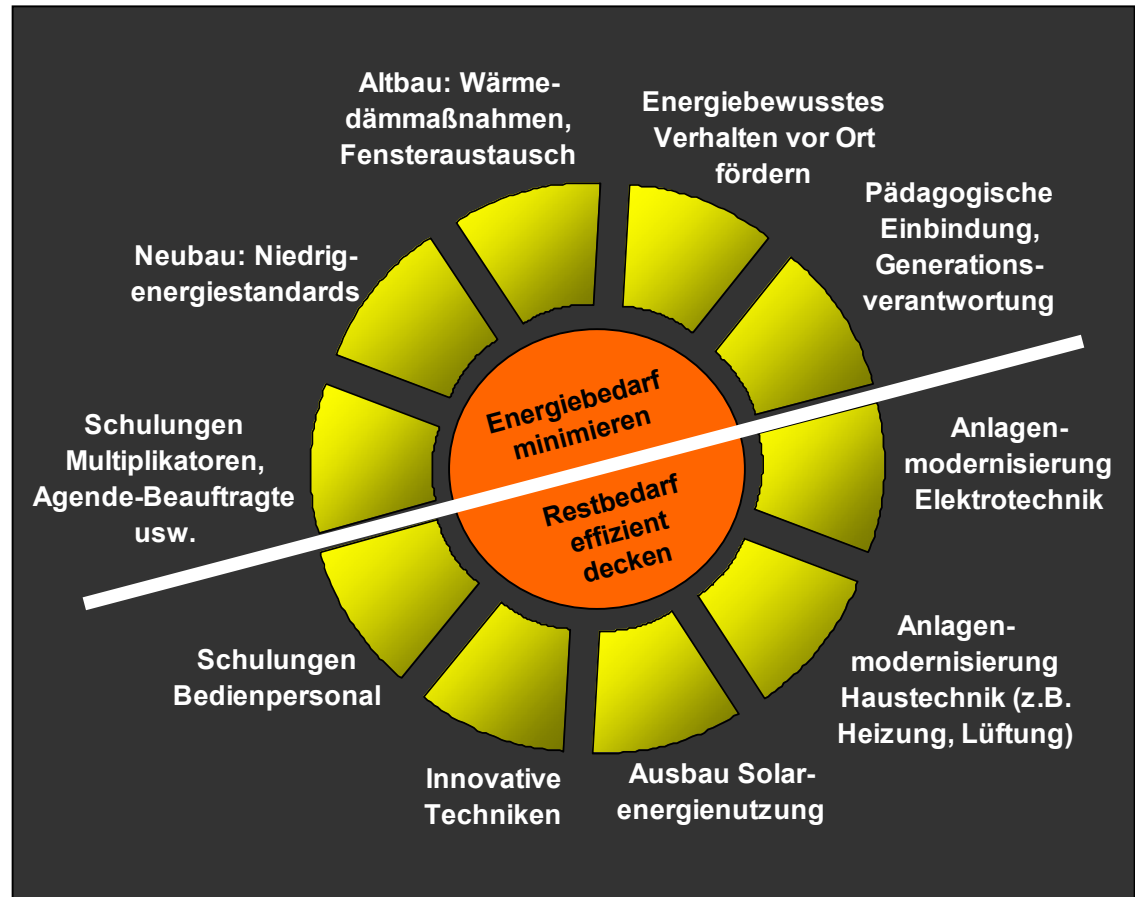 Altbau: Wärme-
dämmaßnahmen,
Fensteraustausch
Energiebewusstes
Verhalten vor Ort
fördern
Pädagogische
Einbindung,
Generations-
verantwortung
Neubau: Niedrig-
energiestandards
Schulungen
Multiplikatoren,
Agende-Beauftragte
usw.
Energiebedarf
minimieren
Restbedarf
effizient
decken
Anlagen-
modernisierung
Elektrotechnik
Schulungen
Bedienpersonal
Anlagen-
modernisierung
Haustechnik (z.B.
Heizung, Lüftung)
Innovative
Techniken
Ausbau Solar-
energienutzung